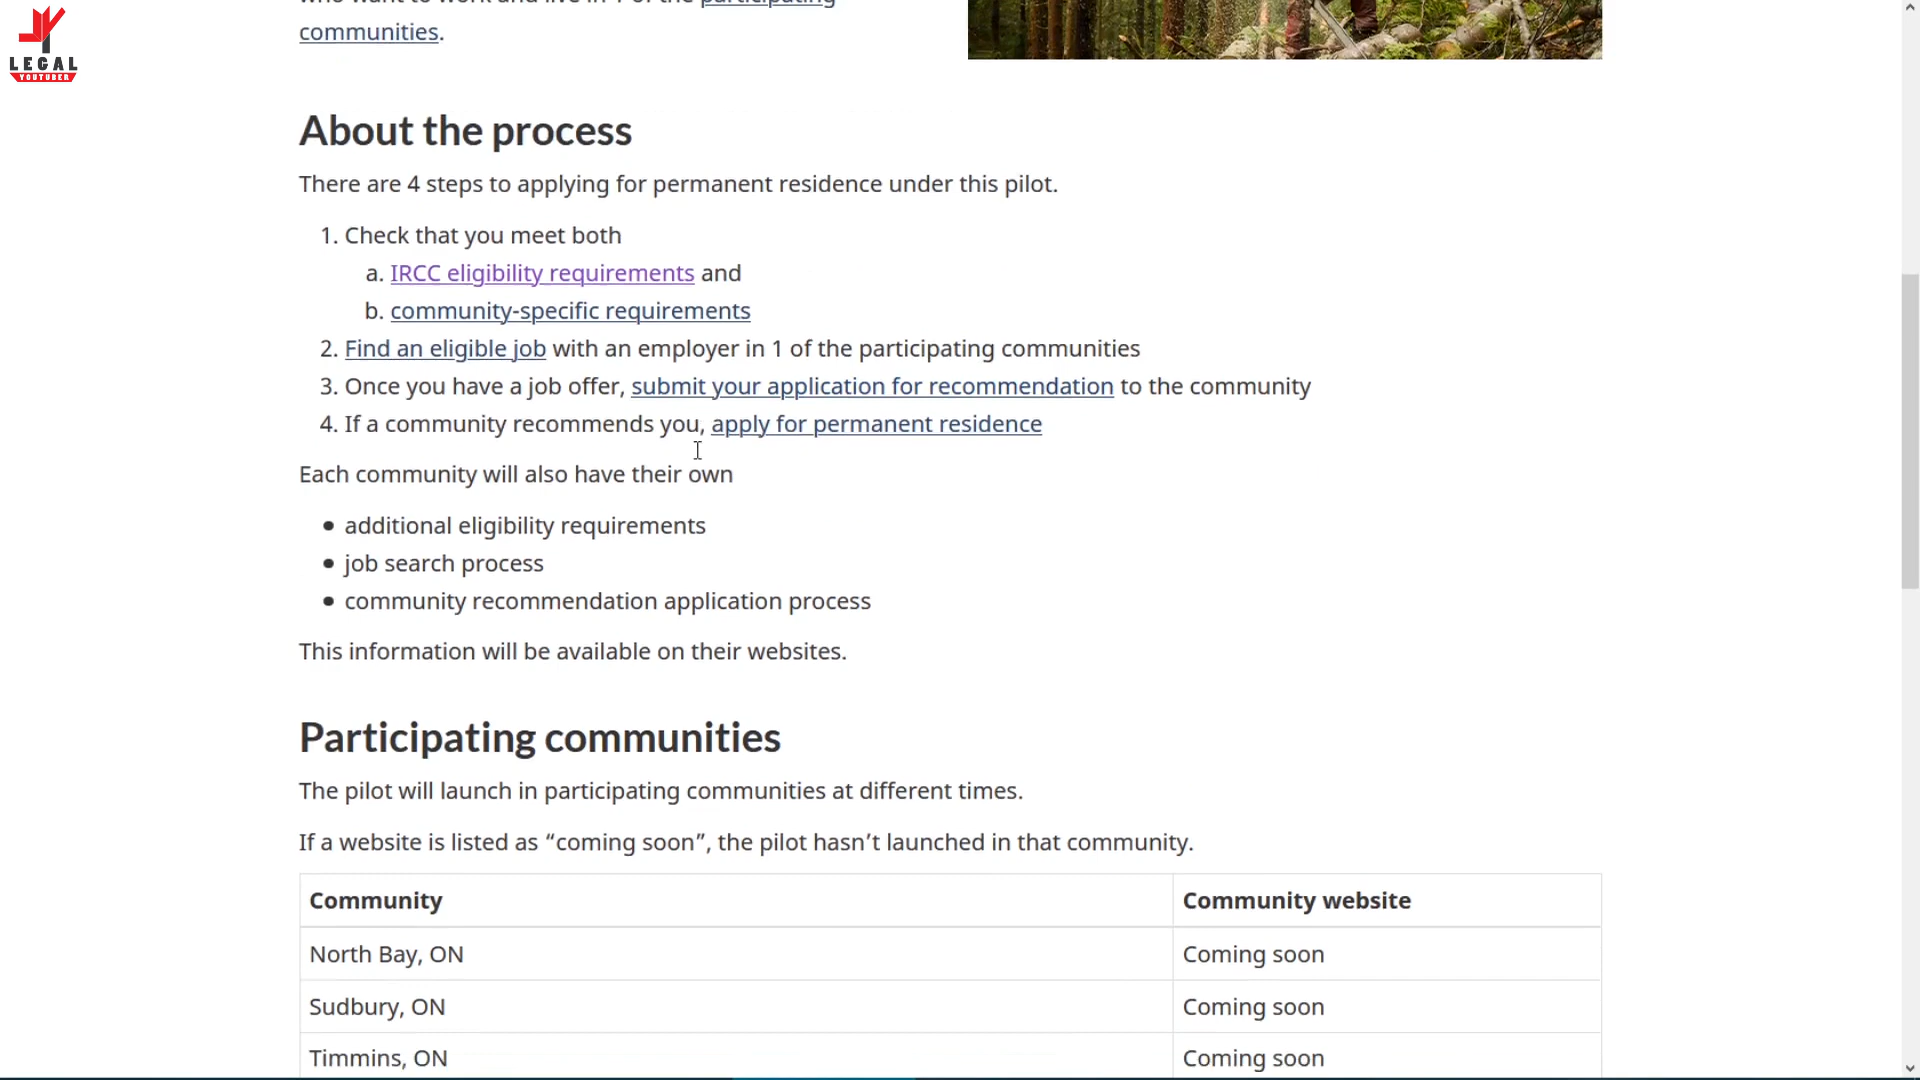 LEGAL
YOUTUBER
who want to work and live in 1 of the participating
communities.
About the process
There are 4 steps to applying for permanent residence under this pilot.
1. Check that you meet both
a. IRCC eligibility requirements and
b. community-specific requirements
2. Find an eligible job with an employer in 1 of the participating communities
3. Once you have a job offer, submit your application for recommendation to the community
4. If a community recommends you, apply for permanent residence
Each community will also have their own
• additional eligibility requirements
• job search process
• community recommendation application process
This information will be available on their websites.
Participating communities
The pilot will launch in participating communities at different times.
If a website is listed as “coming soon”, the pilot hasn’t launched in that community.
Community Community website
North Bay, ON Coming soon
Sudbury, ON Coming soon
Timmins, ON Coming soon